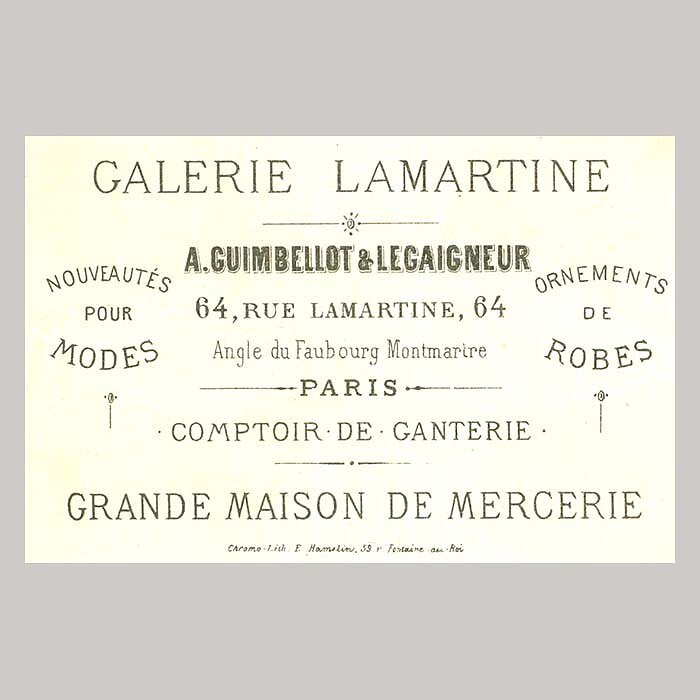 GALERIE LAMARTINE
A. GUIMBELLOT & LEGAIGNEUR
NOUVEAUTÉS
POUR
MODES
64, RUE LAMARTINE, 64
Angle du Faubourg Montmartre
PARIS
ORNEMENTS
DE
ROBES
· COMPTOIR · DE · GANTERIE ·
GRANDE MAISON DE MERCERIE
Chromo-Lith. E. Hamelin, 39 r Fontaine-au-Roi